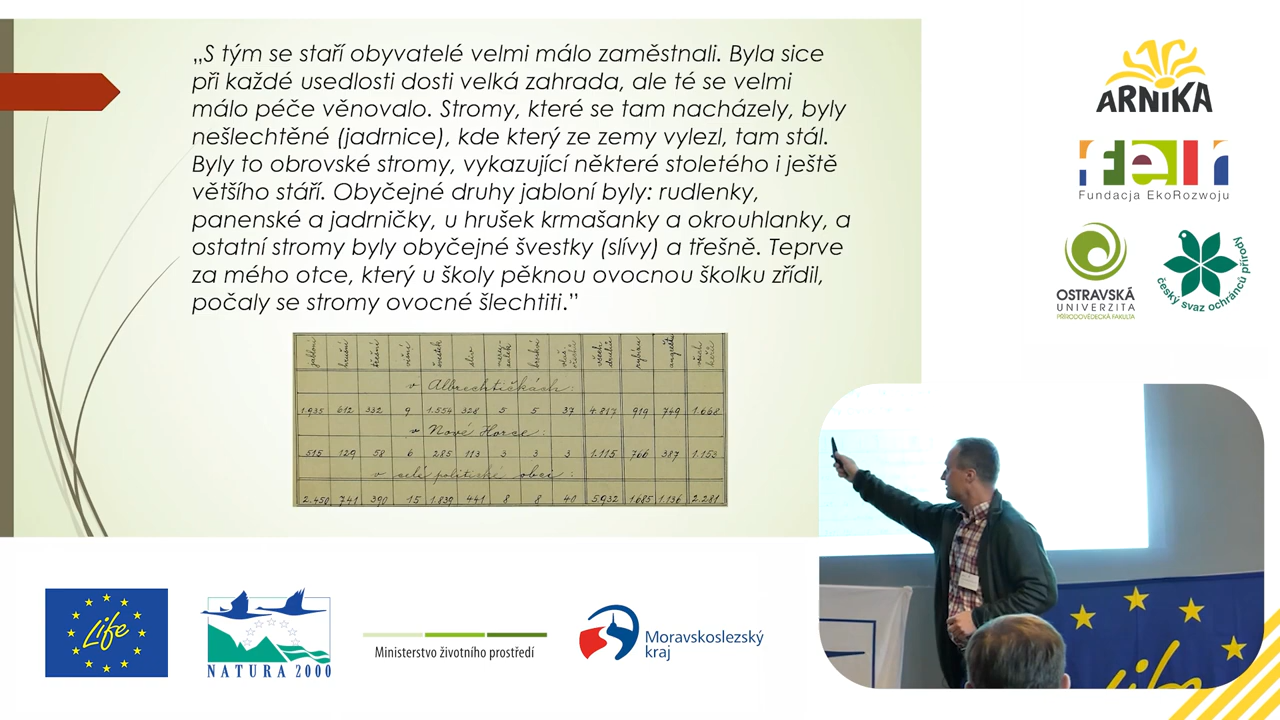 „S tým se staří obyvatelé velmi málo zaměstnali. Byla sice
při každé usedlosti dosti velká zahrada, ale té se velmi
málo péče věnovalo. Stromy, které se tam nacházely, byly
nešlechtěné (jadrnice), kde který ze zemy vylezl, tam stál.
Byly to obrovské stromy, vykazující některé stoletého i ještě
většího stáří. Obyčejné druhy jabloní byly: rudlenky,
panenské a jadrničky, u hrušek krmašanky a okrouhlanky, a
ostatní stromy byly obyčejné švestky (slívy) a třešně. Teprve
za mého otce, který u školy pěknou ovocnou školku zřídil,
počaly se stromy ovocné šlechtiti.”
v Albrechtičkách:
1.935 612 332 9 1.554 328 5 5 37 4.817 919 749 1.668
v Nové Horce:
515 129 58 6 285 113 3 3 3 1.115 766 387 1.153
v celé politické obci:
2.450 741 390 15 1.839 441 8 8 40 5.932 1.685 1.136 2.281
ARNIKA
feir
Fundacja EkoRozwoju
OSTRAVSKÁ
UNIVERZITA
PŘÍRODOVĚDECKÁ FAKULTA
český svaz ochránců přírody
Life
NATURA 2000
Ministerstvo životního prostředí
Moravskoslezský
kraj